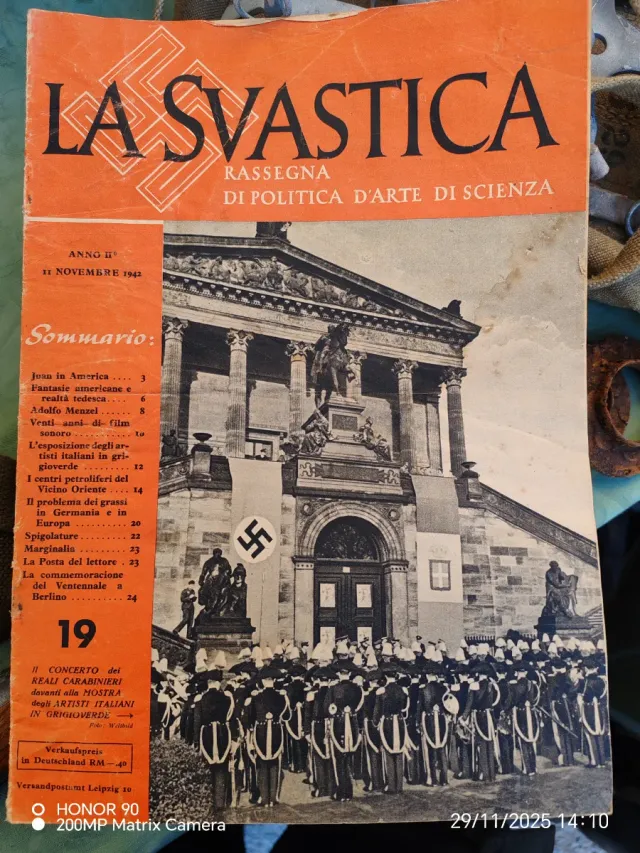 LA SVASTICA
RASSEGNA
DI POLITICA D'ARTE DI SCIENZA
ANNO II°
11 NOVEMBRE 1942
Sommario:
Joan in America .... 3
Fantasie americane e
realtà tedesca .... 6
Adolfo Menzel ...... 8
Venti anni di film
sonoro .......... 10
L'esposizione degli ar-
tisti italiani in gri-
gioverde ......... 12
I centri petroliferi del
Vicino Oriente .... 14
Il problema dei grassi
in Germania e in
Europa .......... 20
Spigolature ........ 22
Marginalia ......... 23
La Posta del lettore . 23
La commemorazione
del Ventennale a
Berlino .......... 24
19
Il CONCERTO dei
REALI CARABINIERI
davanti alla MOSTRA
degli ARTISTI ITALIANI
IN GRIGIOVERDE →
Foto: Weltbild
Verkaufspreis
in Deutschland RM —.40
Versandpostamt Leipzig 10
HONOR 90
200MP Matrix Camera
29/11/2025 14:10